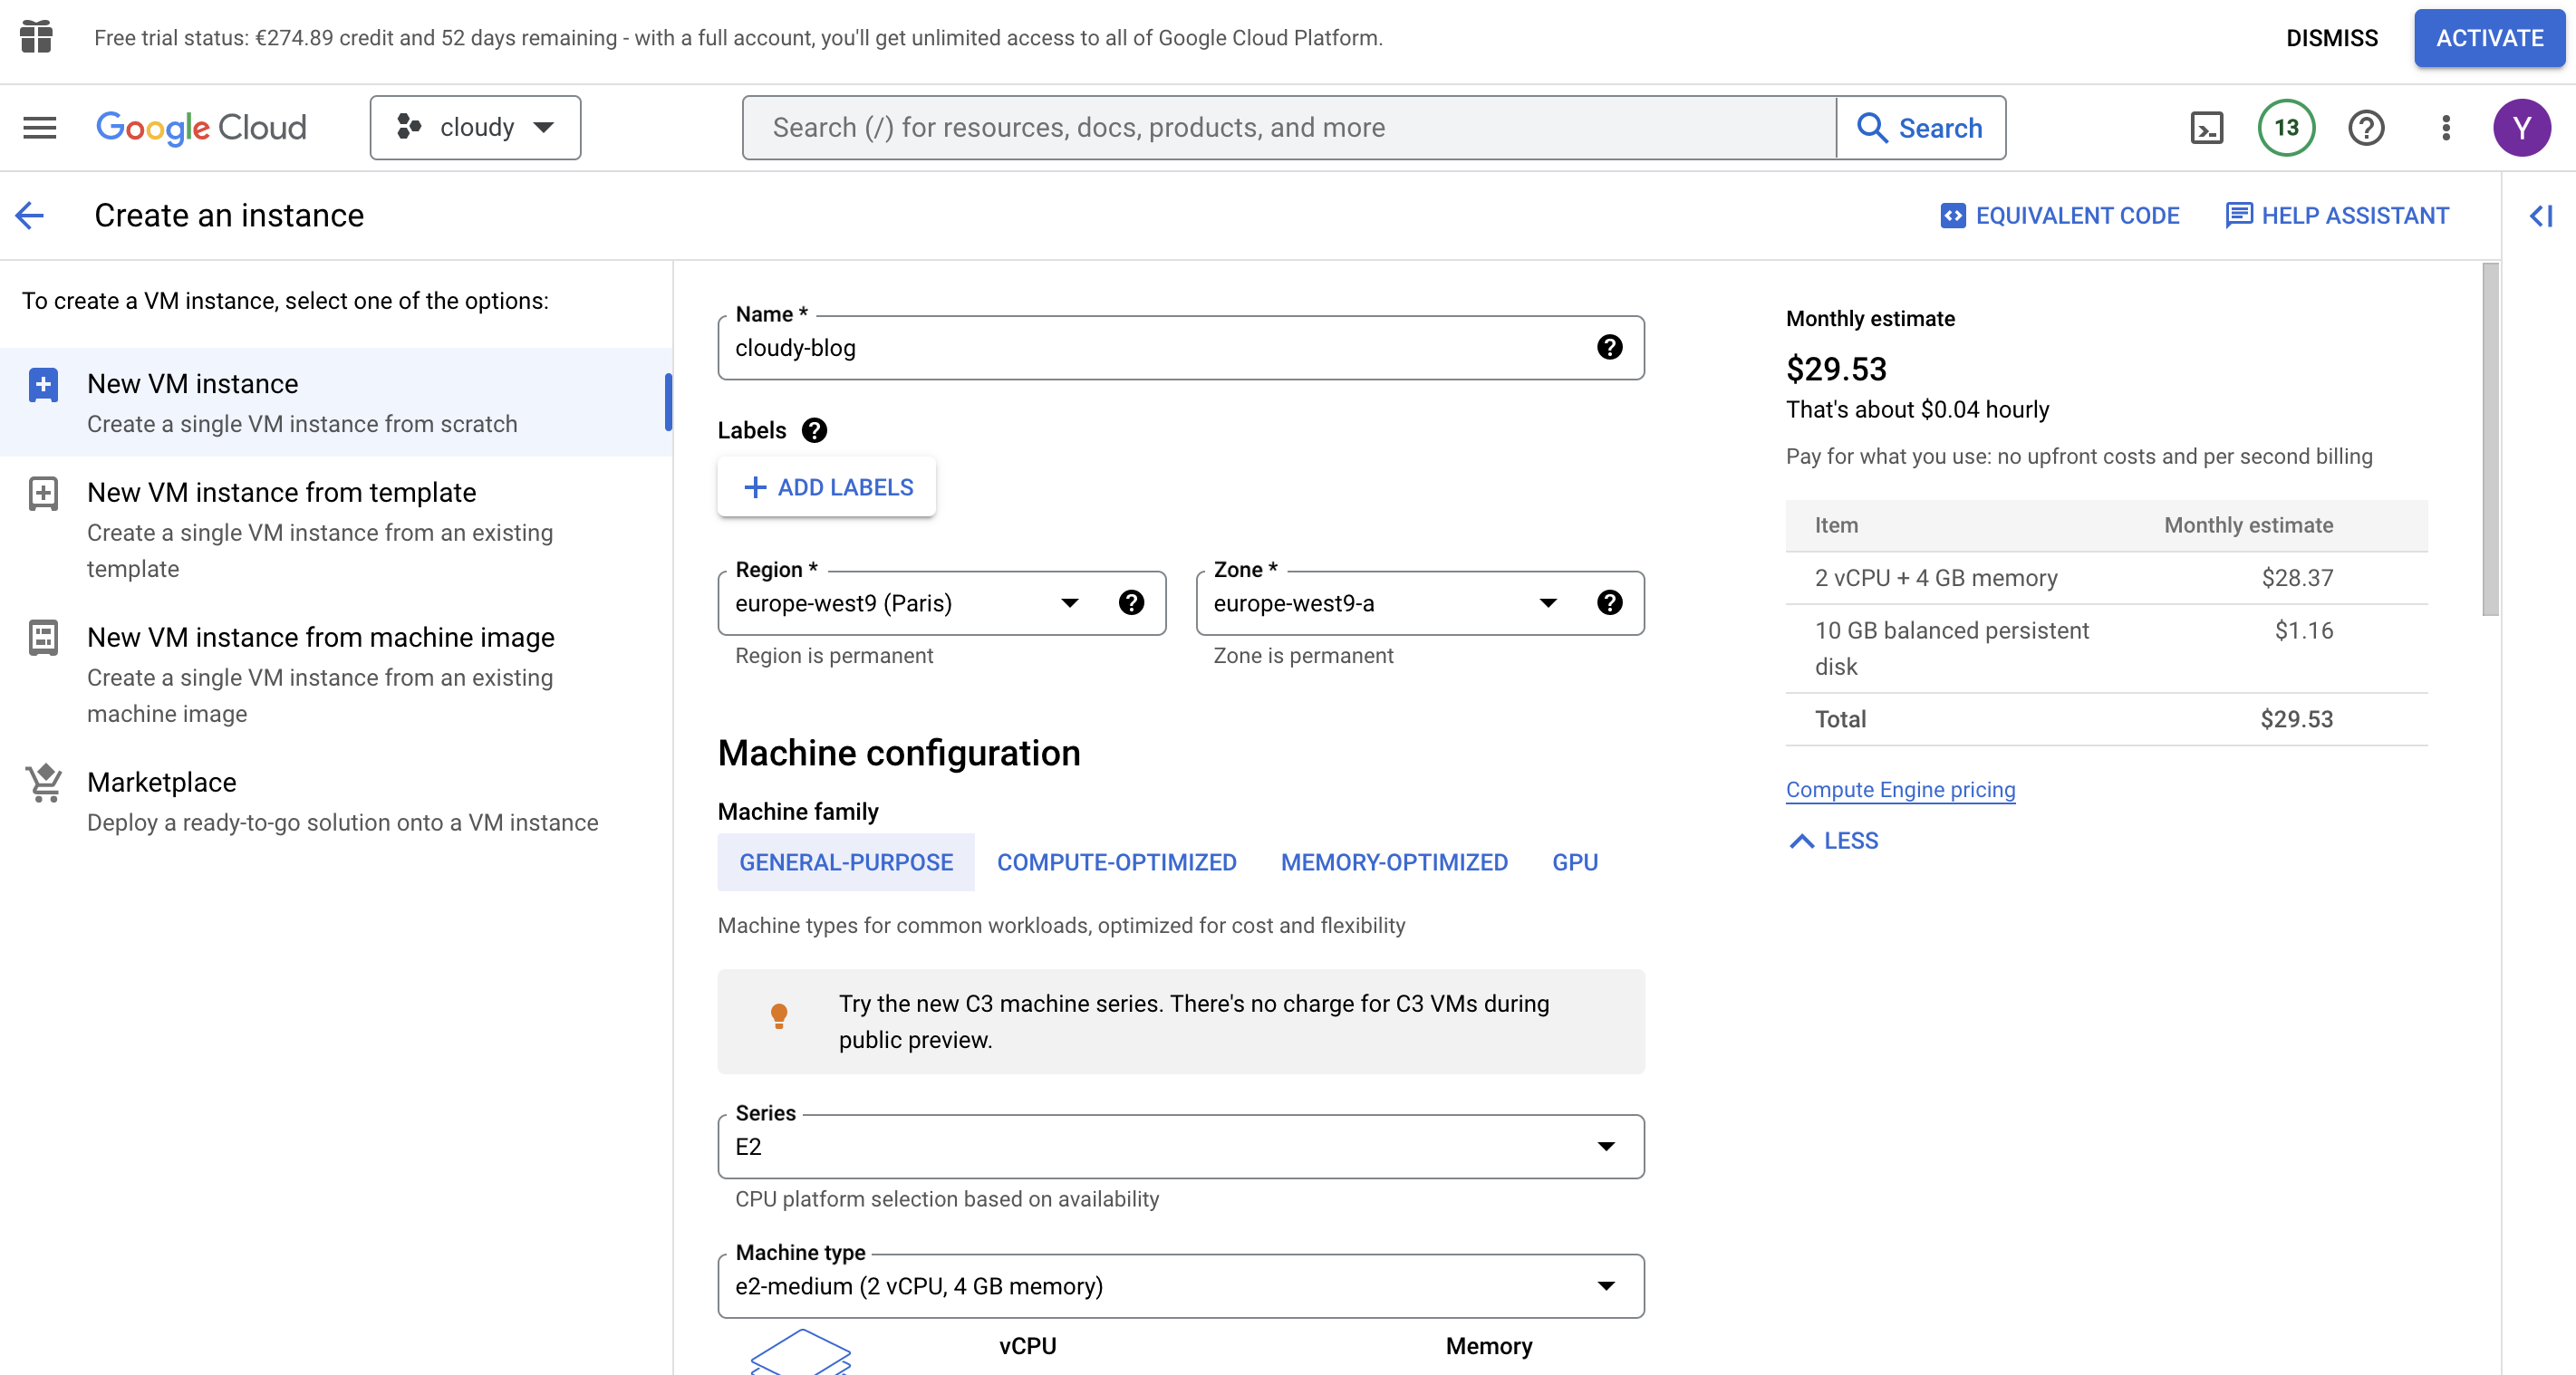 Free trial status: €274.89 credit and 52 days remaining - with a full account, you'll get unlimited access to all of Google Cloud Platform.
DISMISS
ACTIVATE
Google Cloud
cloudy
Search (/) for resources, docs, products, and more
Search
13
Y
Create an instance
EQUIVALENT CODE
HELP ASSISTANT
To create a VM instance, select one of the options:
New VM instance
Create a single VM instance from scratch
New VM instance from template
Create a single VM instance from an existing
template
New VM instance from machine image
Create a single VM instance from an existing
machine image
Marketplace
Deploy a ready-to-go solution onto a VM instance
Name *
cloudy-blog
Labels
ADD LABELS
Region *
europe-west9 (Paris)
Region is permanent
Zone *
europe-west9-a
Zone is permanent
Machine configuration
Machine family
GENERAL-PURPOSE
COMPUTE-OPTIMIZED
MEMORY-OPTIMIZED
GPU
Machine types for common workloads, optimized for cost and flexibility
Try the new C3 machine series. There's no charge for C3 VMs during
public preview.
Series
E2
CPU platform selection based on availability
Machine type
e2-medium (2 vCPU, 4 GB memory)
vCPU
Memory
Monthly estimate
$29.53
That's about $0.04 hourly
Pay for what you use: no upfront costs and per second billing
Item Monthly estimate
2 vCPU + 4 GB memory $28.37
10 GB balanced persistent $1.16
disk
Total $29.53
Compute Engine pricing
LESS